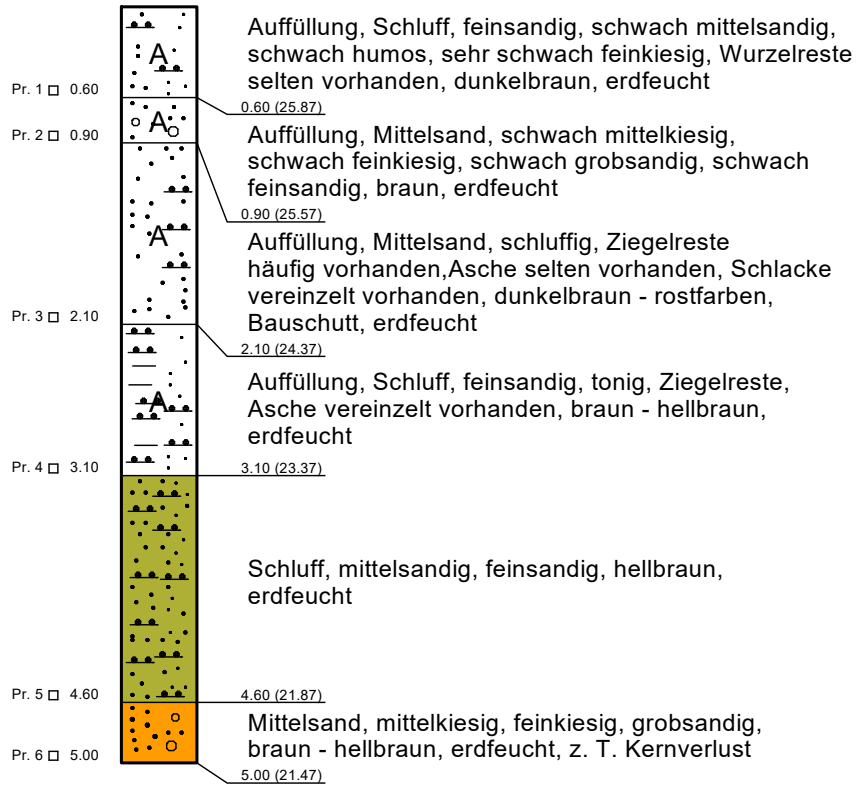 Auffüllung, Schluff, feinsandig, schwach mittelsandig,
schwach humos, sehr schwach feinkiesig, Wurzelreste
selten vorhanden, dunkelbraun, erdfeucht
A
Pr. 1 0.60
0.60 (25.87)
Auffüllung, Mittelsand, schwach mittelkiesig,
schwach feinkiesig, schwach grobsandig, schwach
feinsandig, braun, erdfeucht
A
Pr. 2 0.90
0.90 (25.57)
Auffüllung, Mittelsand, schluffig, Ziegelreste
häufig vorhanden,Asche selten vorhanden, Schlacke
vereinzelt vorhanden, dunkelbraun - rostfarben,
Bauschutt, erdfeucht
A
Pr. 3 2.10
2.10 (24.37)
Auffüllung, Schluff, feinsandig, tonig, Ziegelreste,
Asche vereinzelt vorhanden, braun - hellbraun,
erdfeucht
A
Pr. 4 3.10
3.10 (23.37)
Schluff, mittelsandig, feinsandig, hellbraun,
erdfeucht
Pr. 5 4.60
4.60 (21.87)
Mittelsand, mittelkiesig, feinkiesig, grobsandig,
braun - hellbraun, erdfeucht, z. T. Kernverlust
Pr. 6 5.00
5.00 (21.47)